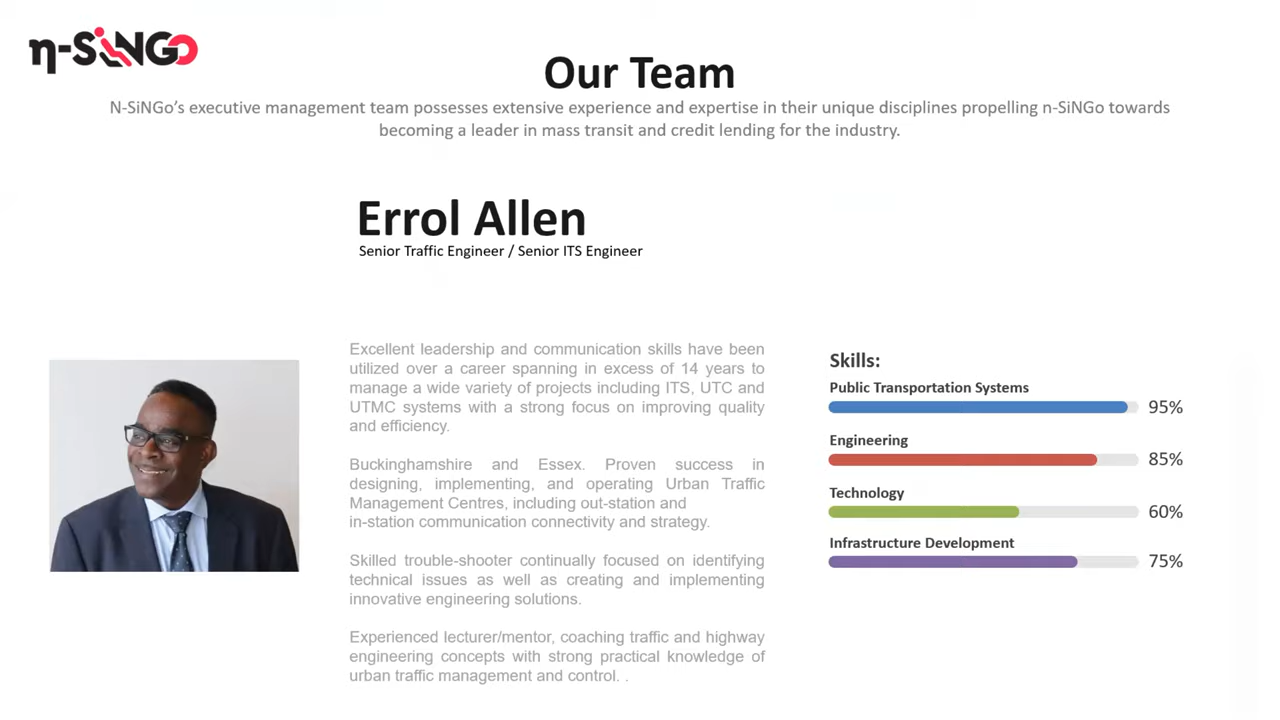 η-SiNGo
Our Team
N-SiNGo’s executive management team possesses extensive experience and expertise in their unique disciplines propelling n-SiNGo towards
becoming a leader in mass transit and credit lending for the industry.
Errol Allen
Senior Traffic Engineer / Senior ITS Engineer
Excellent leadership and communication skills have been
utilized over a career spanning in excess of 14 years to
manage a wide variety of projects including ITS, UTC and
UTMC systems with a strong focus on improving quality
and efficiency.
Buckinghamshire and Essex. Proven success in
designing, implementing, and operating Urban Traffic
Management Centres, including out-station and
in-station communication connectivity and strategy.
Skilled trouble-shooter continually focused on identifying
technical issues as well as creating and implementing
innovative engineering solutions.
Experienced lecturer/mentor, coaching traffic and highway
engineering concepts with strong practical knowledge of
urban traffic management and control. .
Skills:
Public Transportation Systems
95%
Engineering
85%
Technology
60%
Infrastructure Development
75%